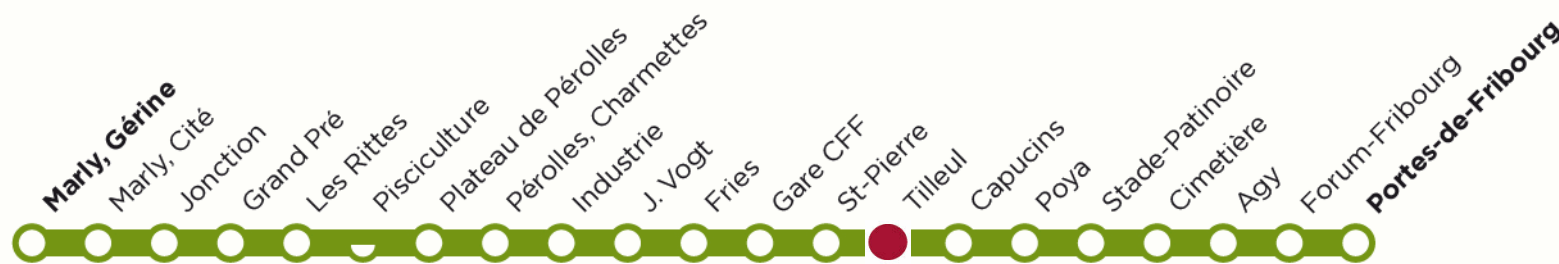 Marly, Gérine
Marly, Cité
Jonction
Grand Pré
Les Rittes
Pisciculture
Plateau de Pérolles
Pérolles, Charmettes
Industrie
J. Vogt
Fries
Gare CFF
St-Pierre
Tilleul
Capucins
Poya
Stade-Patinoire
Cimetière
Agy
Forum-Fribourg
Portes-de-Fribourg